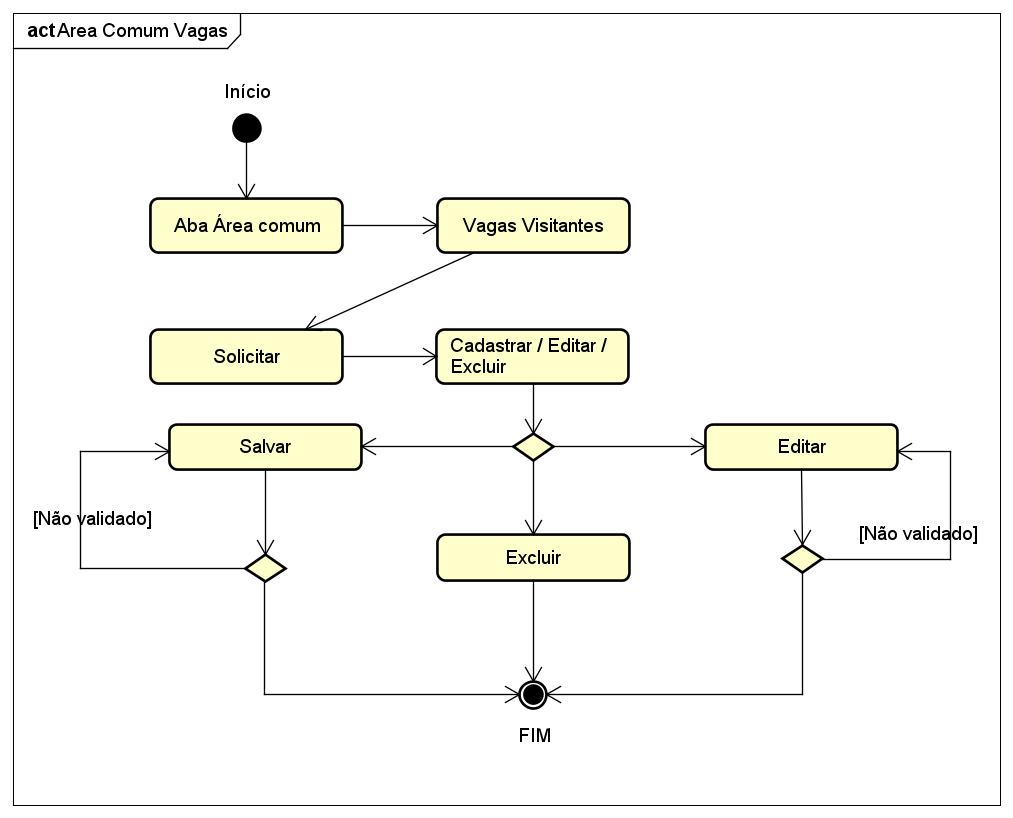 act Area Comum Vagas
Início
Aba Área comum
Vagas Visitantes
Solicitar
Cadastrar / Editar /
Excluir
Salvar
Editar
[Não validado]
[Não validado]
Excluir
FIM